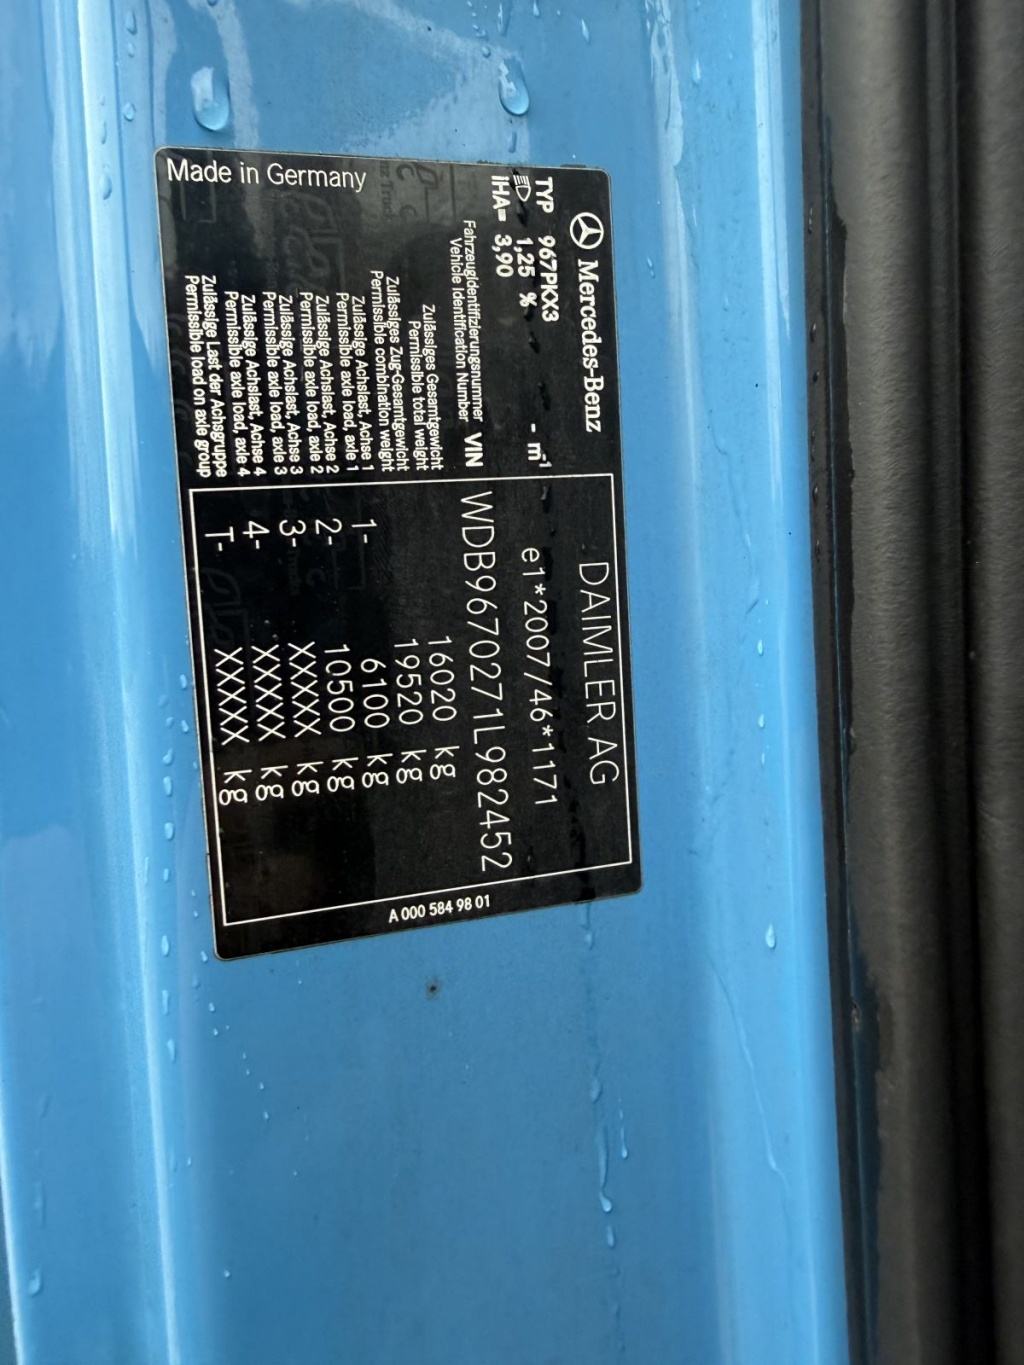 Mercedes-Benz
DAIMLER AG
TYP 967PKX3
1,25 % - m⁻¹
e1*2007/46*1171
iHA= 3,90
Fahrzeugidentifizierungsnummer
Vehicle Identification Number VIN
WDB9670271L982452
Zulässiges Gesamtgewicht
Permissible total weight
16020 kg
Zulässiges Zug-Gesamtgewicht
Permissible combination weight
19520 kg
Zulässige Achslast, Achse 1
Permissible axle load, axle 1
1- 6100 kg
Zulässige Achslast, Achse 2
Permissible axle load, axle 2
2- 10500 kg
Zulässige Achslast, Achse 3
Permissible axle load, axle 3
3- XXXXX kg
Zulässige Achslast, Achse 4
Permissible axle load, axle 4
4- XXXXX kg
Zulässige Last der Achsgruppe
Permissible load on axle group
T- XXXXX kg
Made in Germany
A 000 584 98 01